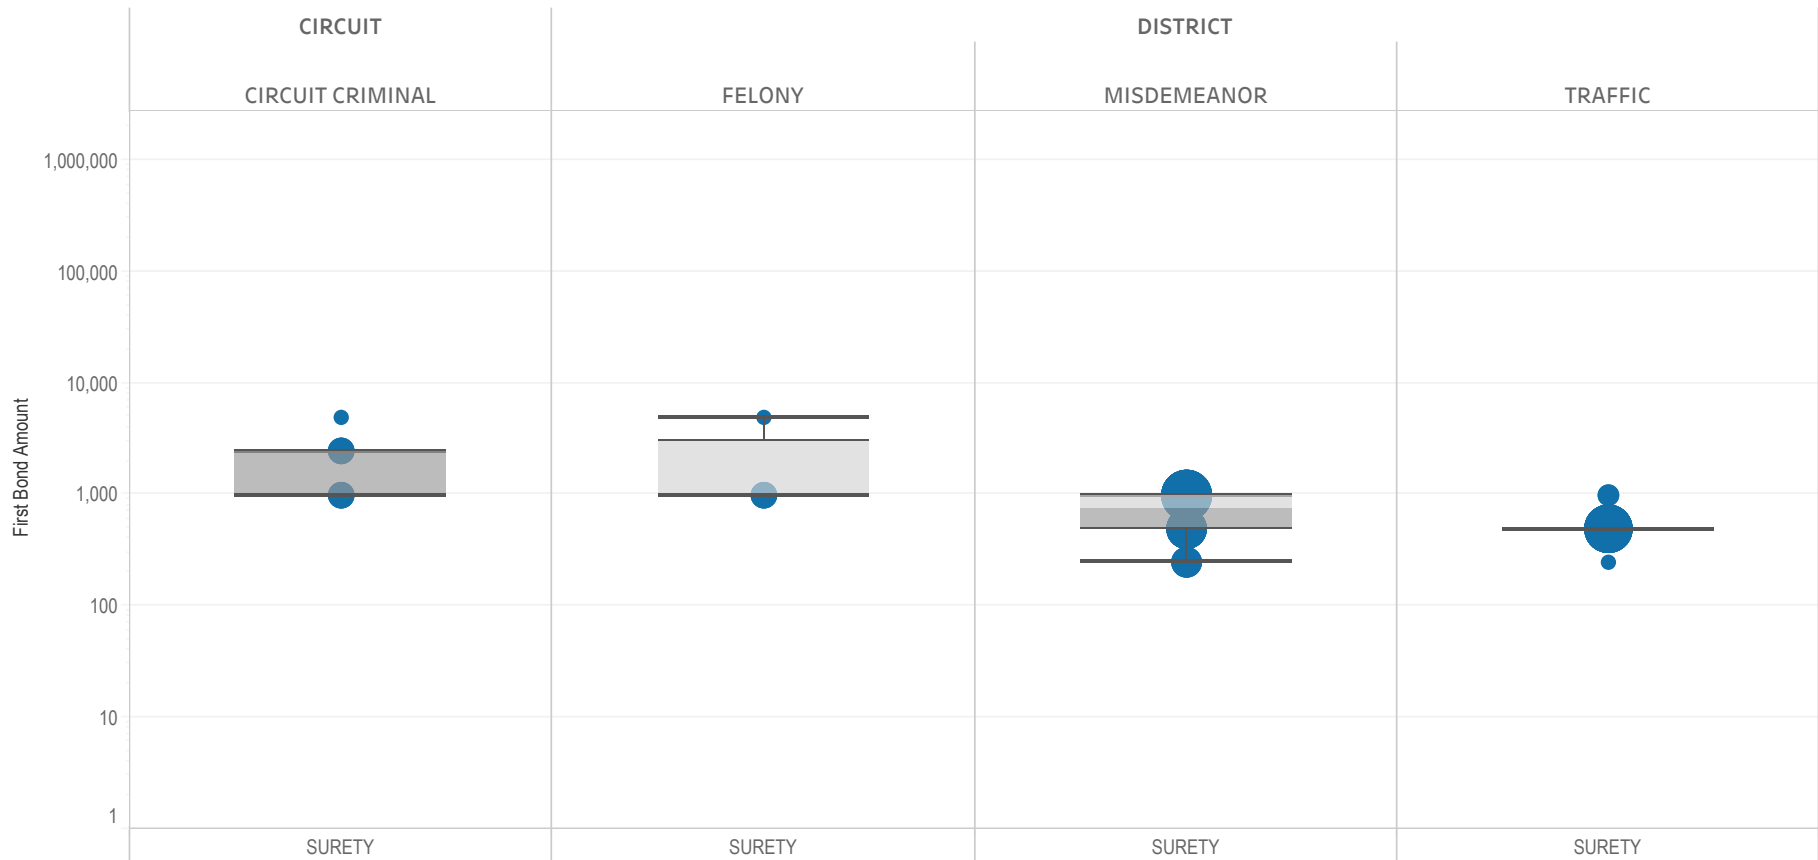 CIRCUIT
DISTRICT
CIRCUIT CRIMINAL
FELONY
MISDEMEANOR
TRAFFIC
First Bond Amount
1,000,000
100,000
10,000
1,000
100
10
1
SURETY
SURETY
SURETY
SURETY